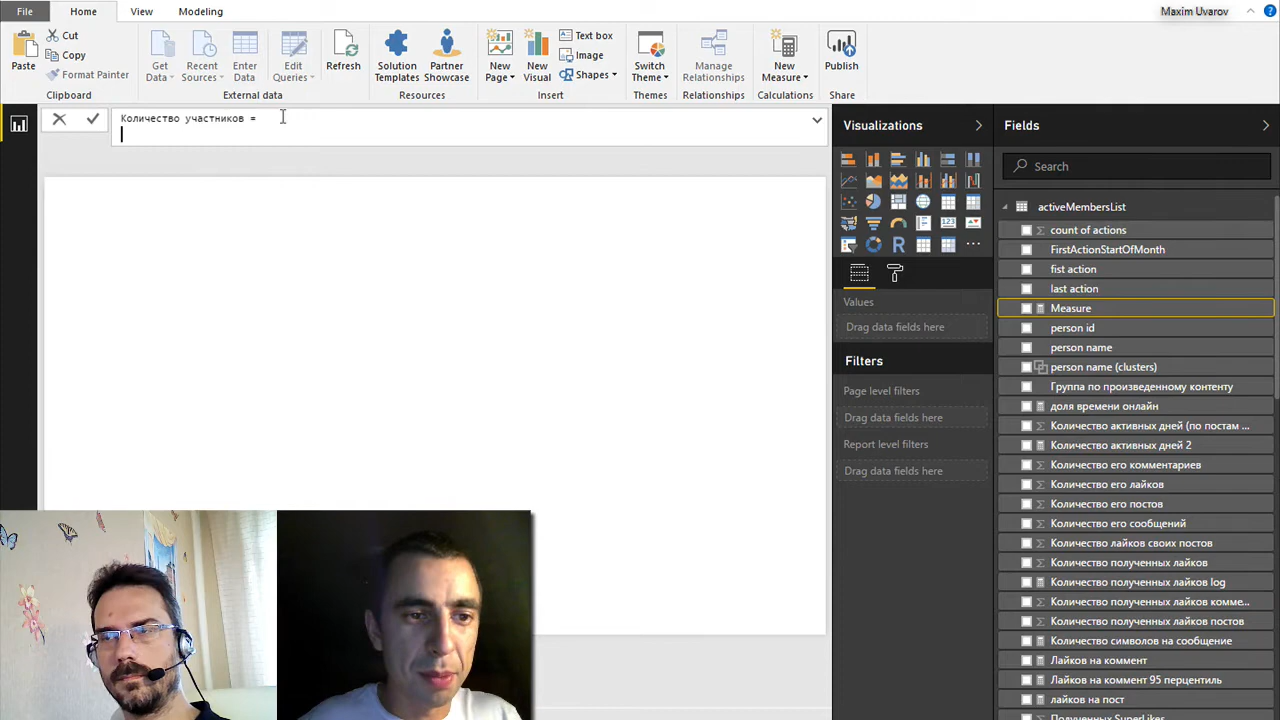 File
Home
View
Modeling
Maxim Uvarov
Paste
Cut
Copy
Format Painter
Clipboard
Get Data
Recent Sources
Enter Data
Edit Queries
External data
Refresh
Solution Templates
Partner Showcase
Resources
New Page
New Visual
Text box
Image
Shapes
Insert
Switch Theme
Themes
Manage Relationships
Relationships
New Measure
Calculations
Publish
Share
Количество участников =
Visualizations
Values
Drag data fields here
Filters
Page level filters
Drag data fields here
Report level filters
Drag data fields here
Fields
Search
activeMembersList
count of actions
FirstActionStartOfMonth
fist action
last action
Measure
person id
person name
person name (clusters)
Группа по произведенному контенту
доля времени онлайн
Количество активных дней (по постам ...
Количество активных дней 2
Количество его комментариев
Количество его лайков
Количество его постов
Количество его сообщений
Количество лайков своих постов
Количество полученных лайков
Количество полученных лайков log
Количество полученных лайков комме...
Количество полученных лайков постов
Количество символов на сообщение
Лайков на коммент
Лайков на коммент 95 перцентиль
лайков на пост
Полученных SuperLikes